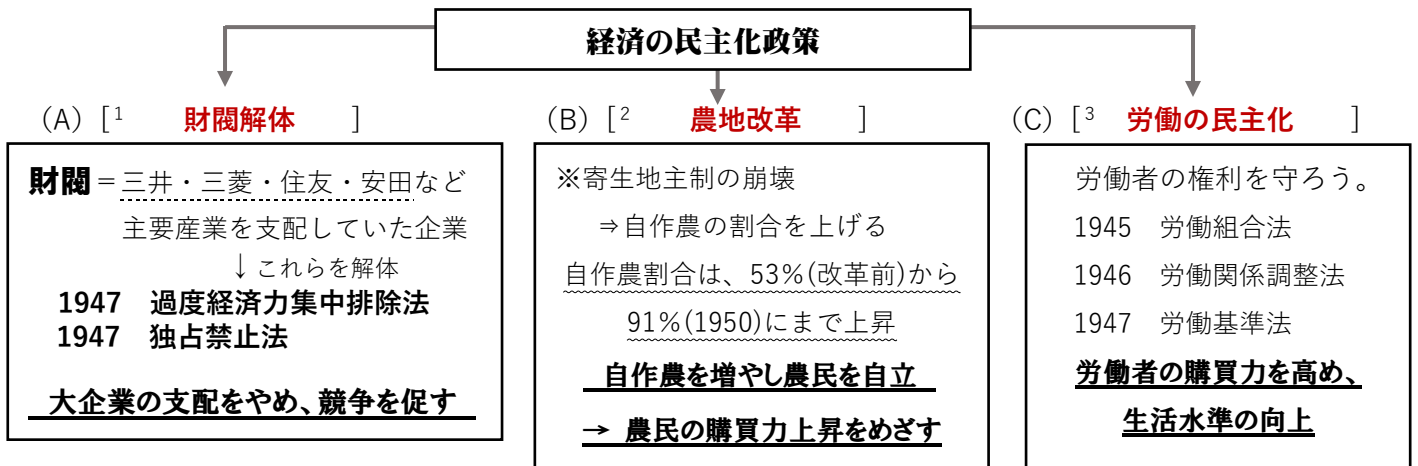 経済の民主化政策
(A) [¹ 財閥解体 ]
財閥＝三井・三菱・住友・安田など
主要産業を支配していた企業
↓これらを解体
1947 過度経済力集中排除法
1947 独占禁止法
大企業の支配をやめ、競争を促す
(B) [² 農地改革 ]
※寄生地主制の崩壊
⇒自作農の割合を上げる
自作農割合は、53%(改革前)から
91%(1950)にまで上昇
自作農を増やし農民を自立
→ 農民の購買力上昇をめざす
(C) [³ 労働の民主化 ]
労働者の権利を守ろう。
1945 労働組合法
1946 労働関係調整法
1947 労働基準法
労働者の購買力を高め、
生活水準の向上